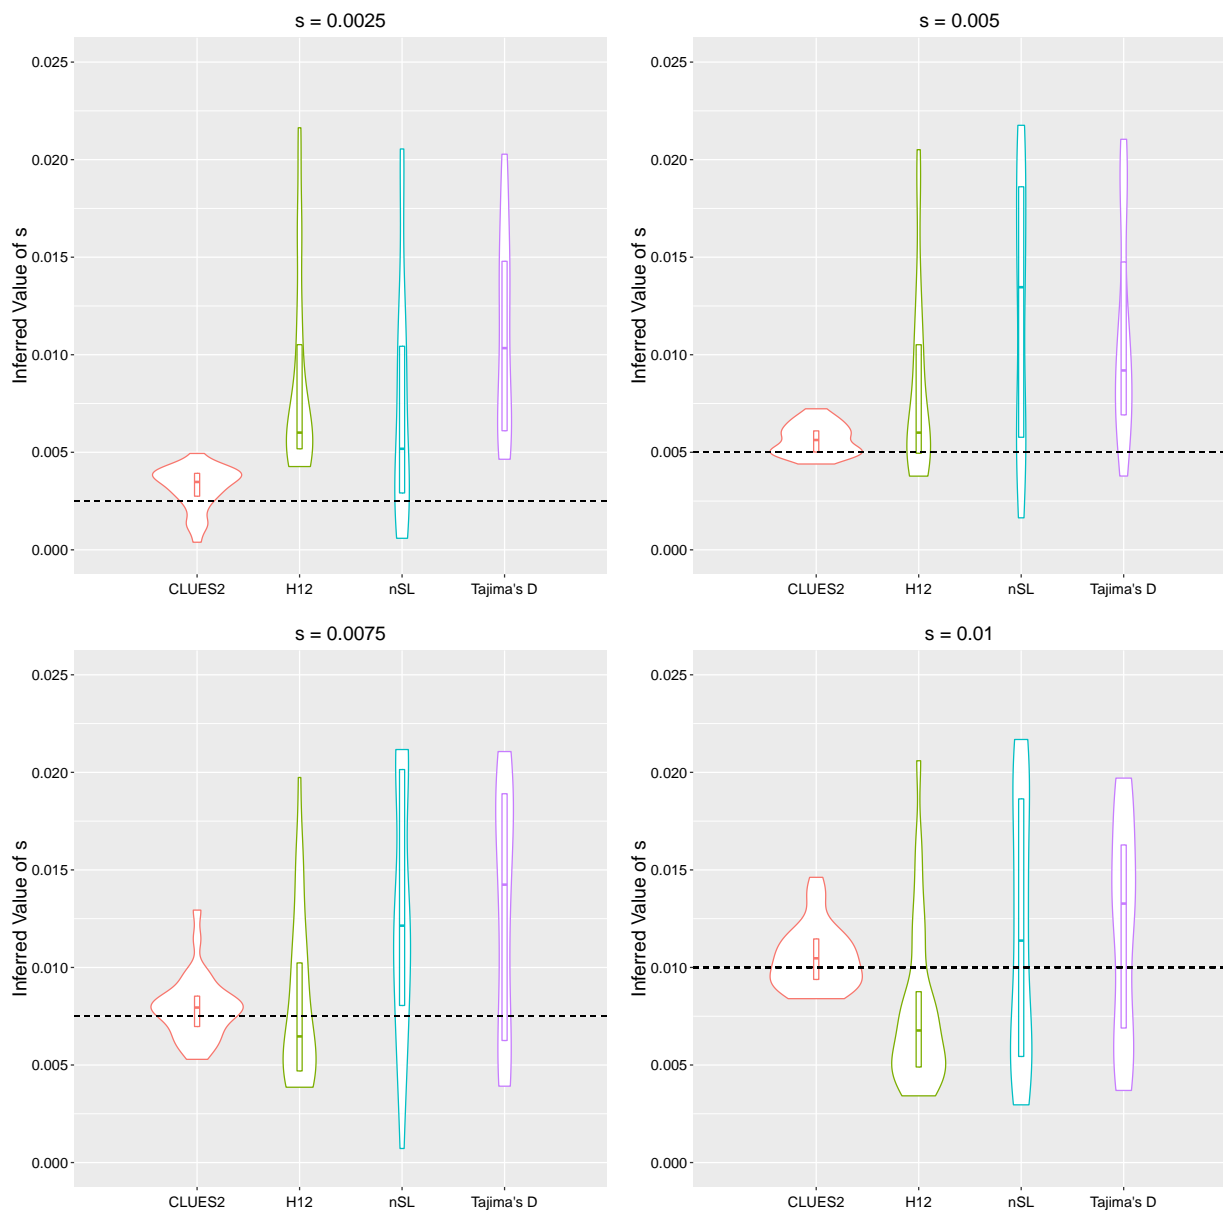 s = 0.0025
0.025
0.020
0.015
0.010
0.005
0.000
Inferred Value of s
CLUES2 H12 nSL Tajima's D
s = 0.005
0.025
0.020
0.015
0.010
0.005
0.000
Inferred Value of s
CLUES2 H12 nSL Tajima's D
s = 0.0075
0.025
0.020
0.015
0.010
0.005
0.000
Inferred Value of s
CLUES2 H12 nSL Tajima's D
s = 0.01
0.025
0.020
0.015
0.010
0.005
0.000
Inferred Value of s
CLUES2 H12 nSL Tajima's D